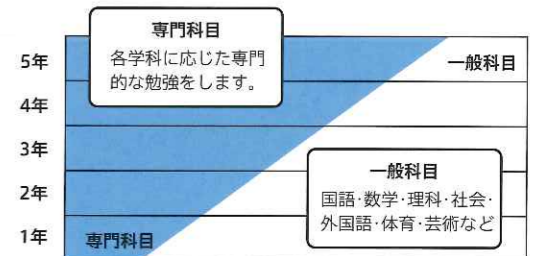 専門科目
各学科に応じた専門
的な勉強をします。
5年
一般科目
4年
3年
一般科目
国語･数学･理科･社会･
外国語･体育･芸術など
2年
1年
専門科目